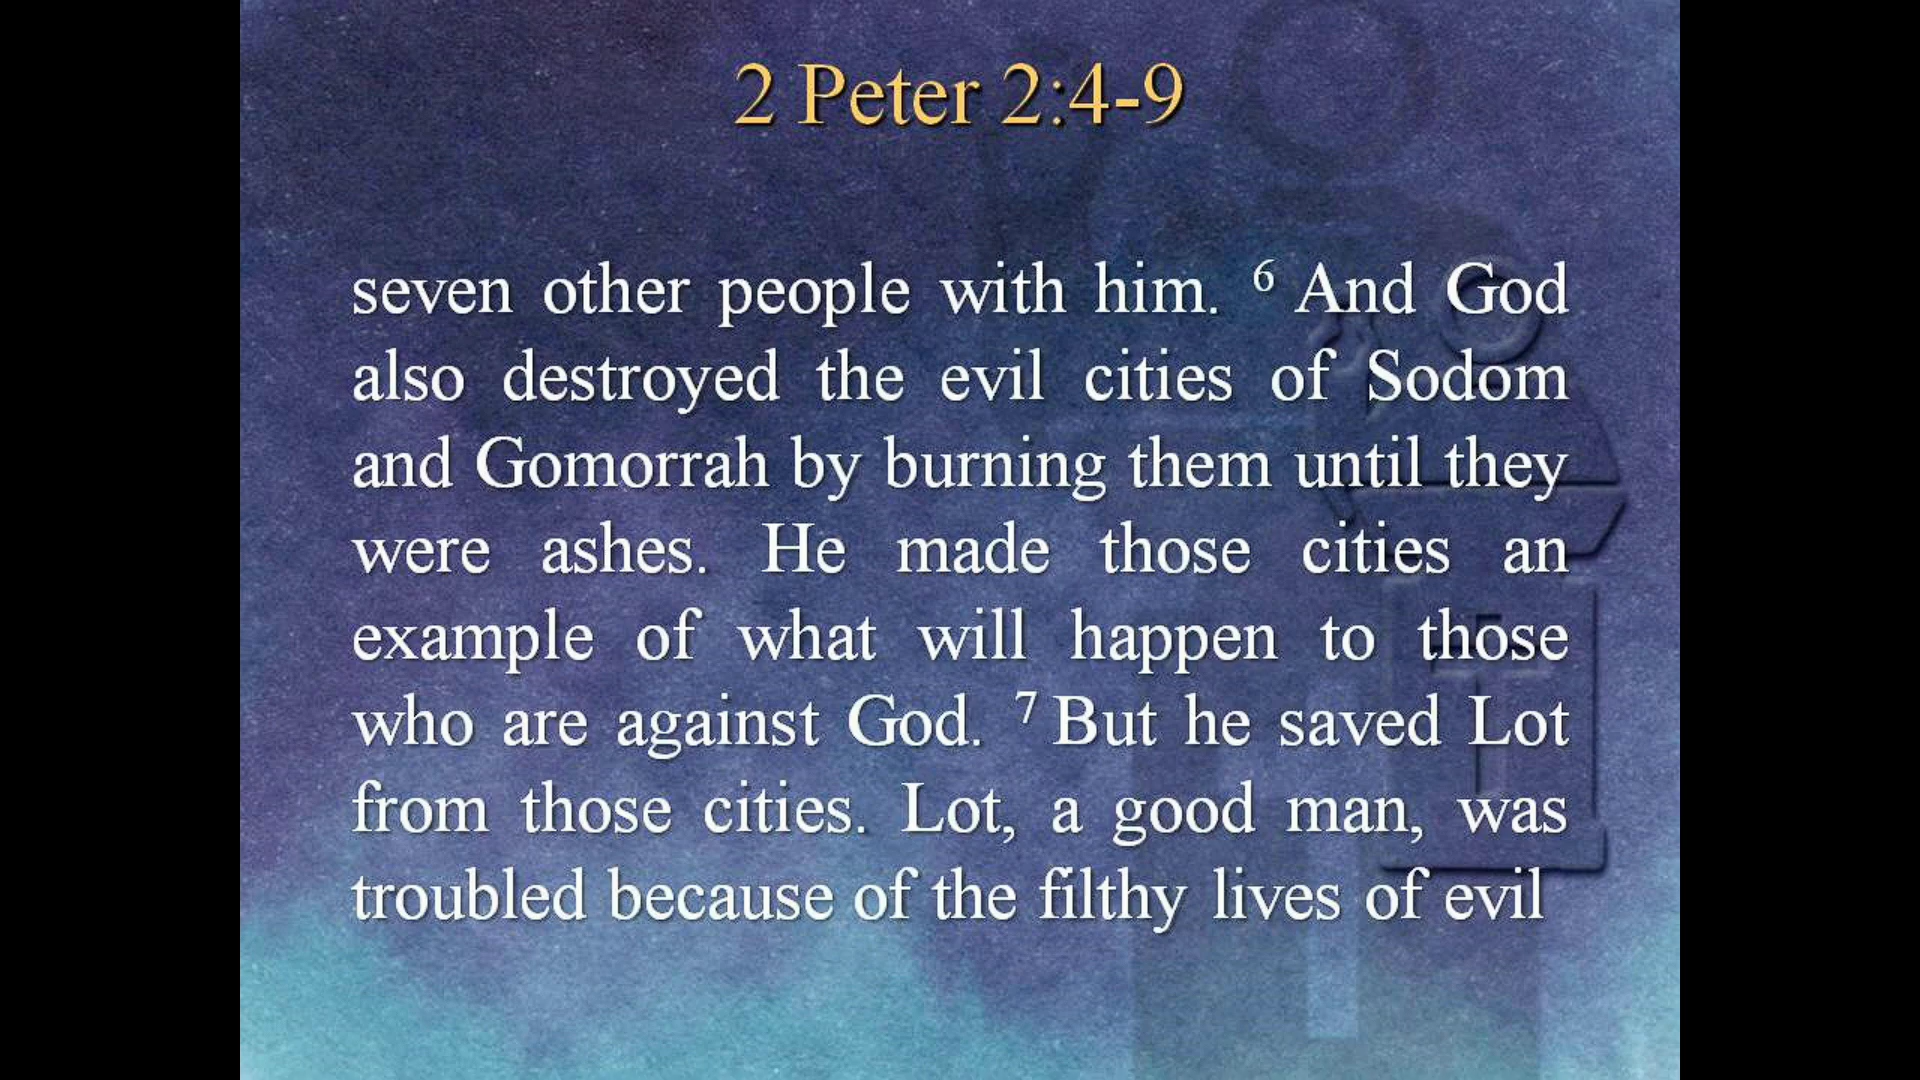 2 Peter 2:4-9
seven other people with him. 6 And God
also destroyed the evil cities of Sodom
and Gomorrah by burning them until they
were ashes. He made those cities an
example of what will happen to those
who are against God. 7 But he saved Lot
from those cities. Lot, a good man, was
troubled because of the filthy lives of evil